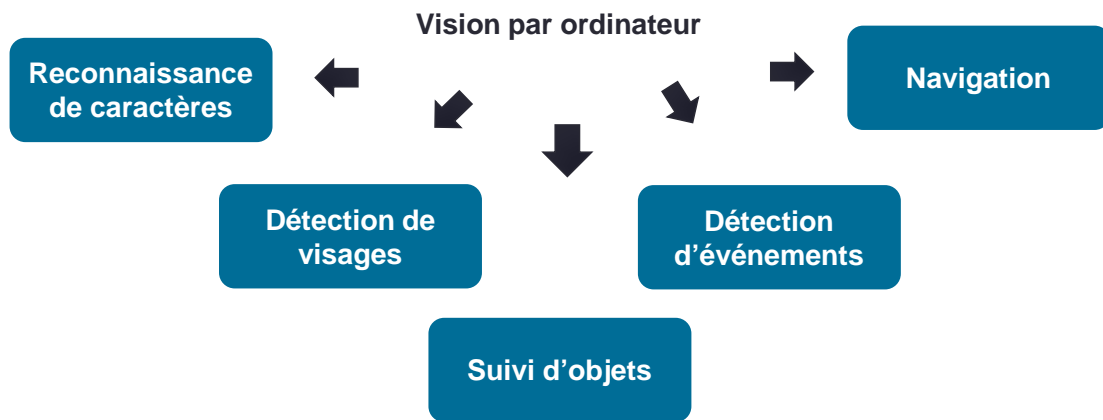 Vision par ordinateur
Reconnaissance
de caractères
Navigation
Détection de
visages
Détection
d’événements
Suivi d’objets